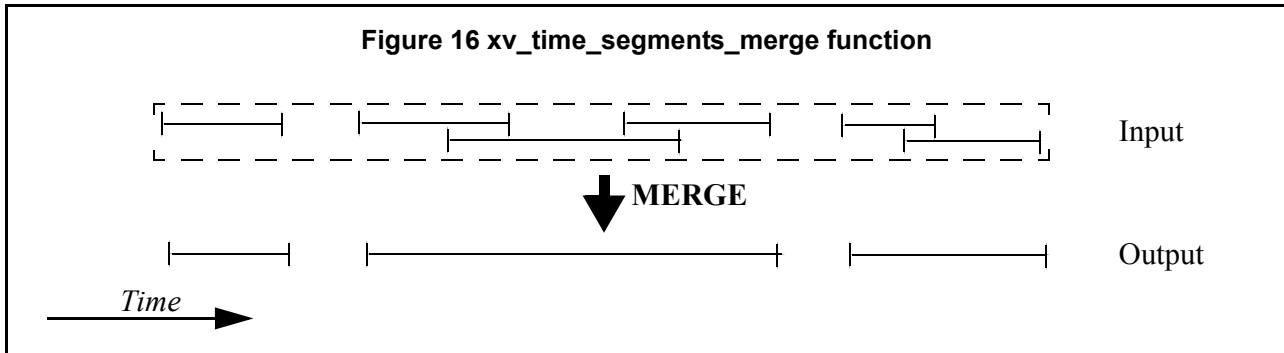 Figure 16 xv_time_segments_merge function
Input
MERGE
Output
Time